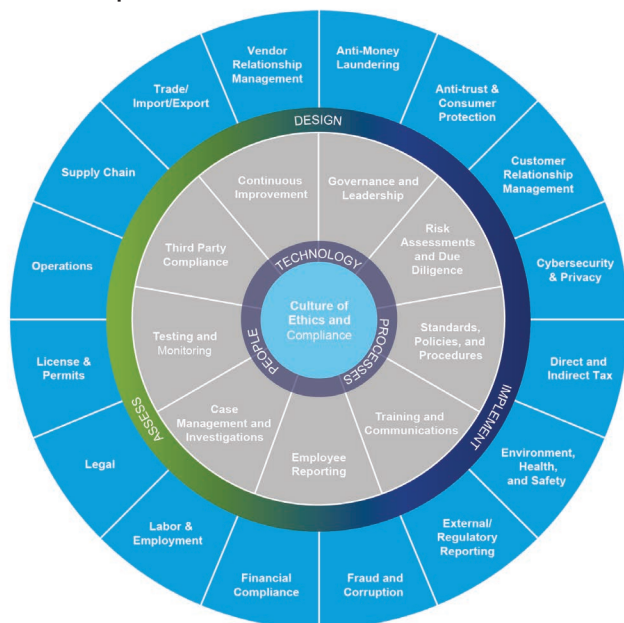 Anti-Money
Laundering
Anti-trust &
Consumer
Protection
Customer
Relationship
Management
Cybersecurity
& Privacy
Direct and
Indirect Tax
Environment,
Health,
and Safety
External/
Regulatory
Reporting
Fraud and
Corruption
Financial
Compliance
Labor &
Employment
Legal
License &
Permits
Operations
Supply Chain
Trade/
Import/Export
Vendor
Relationship
Management
DESIGN
IMPLEMENT
ASSESS
Governance and
Leadership
Risk
Assessments
and Due
Diligence
Standards,
Policies, and
Procedures
Training and
Communications
Employee
Reporting
Case
Management and
Investigations
Testing and
Monitoring
Third Party
Compliance
Continuous
Improvement
TECHNOLOGY
PROCESSES
PEOPLE
Culture of
Ethics and
Compliance